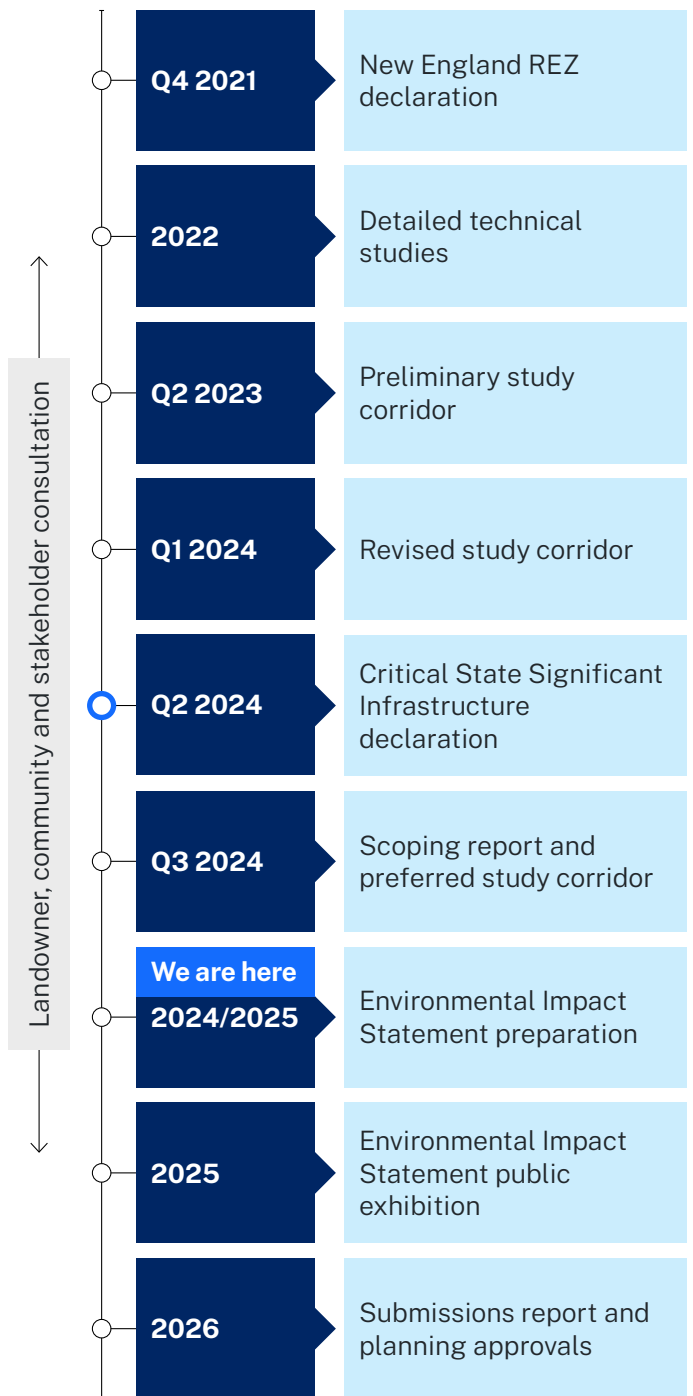 Q4 2021
New England REZ
declaration
2022
Detailed technical
studies
Q2 2023
Preliminary study
corridor
Q1 2024
Revised study corridor
Q2 2024
Critical State Significant
Infrastructure
declaration
Q3 2024
Scoping report and
preferred study corridor
We are here
2024/2025
Environmental Impact
Statement preparation
2025
Environmental Impact
Statement public
exhibition
2026
Submissions report and
planning approvals
Landowner, community and stakeholder consultation